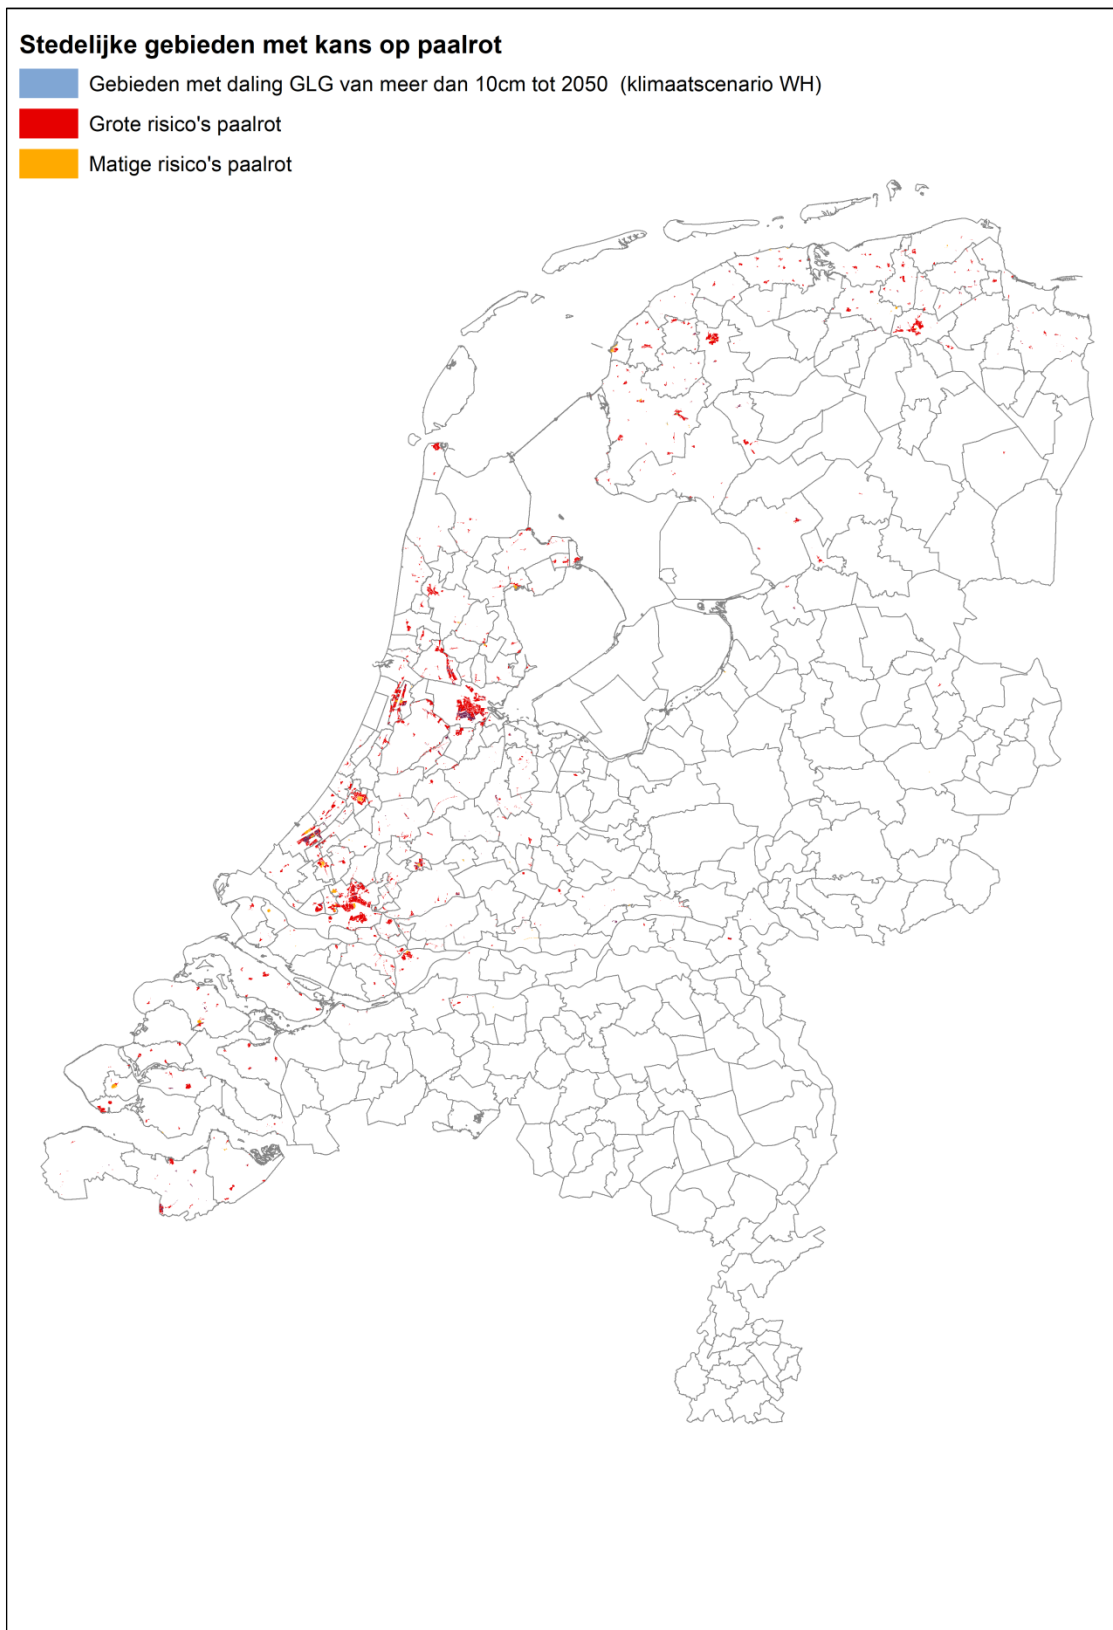 Stedelijke gebieden met kans op paalrot
Gebieden met daling GLG van meer dan 10cm tot 2050 (klimaatscenario WH)
Grote risico's paalrot
Matige risico's paalrot